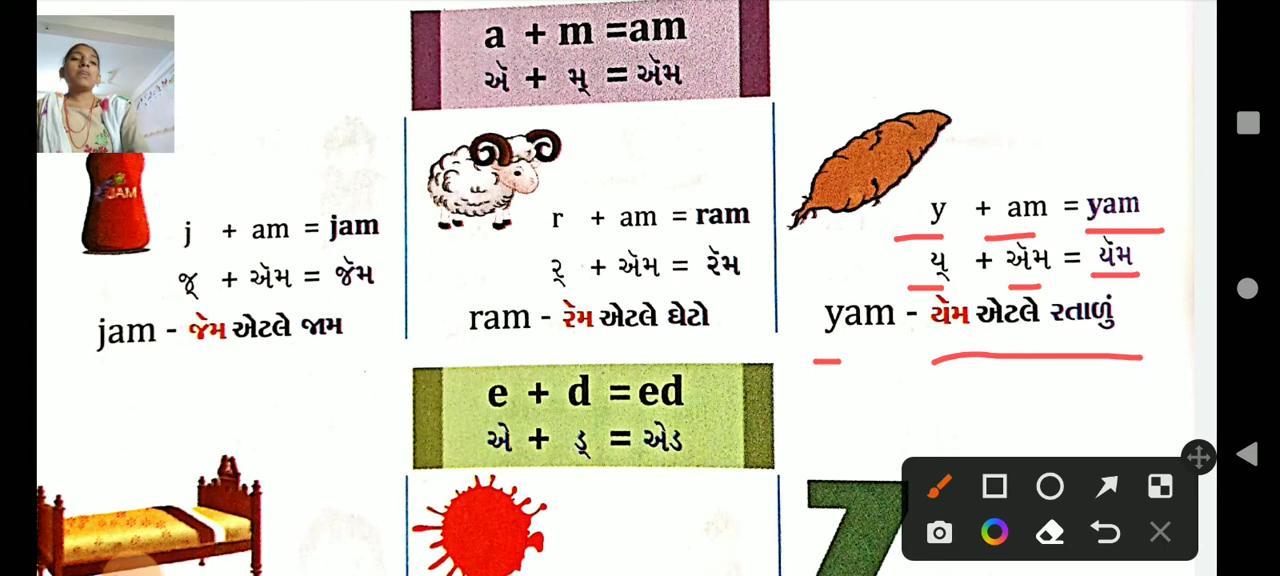 a + m =am
ઍ + મ્ = ઍમ
JAM
j + am = jam
જ્ + ઍમ = જૅમ
jam - જેમ એટલે જામ
r + am = ram
ર્ + ઍમ = રૅમ
ram - રેમ એટલે ઘેટો
y + am = yam
ય્ + ઍમ = યૅમ
yam - યેમ એટલે રતાળું
e + d =ed
એ + ડ્ = એડ